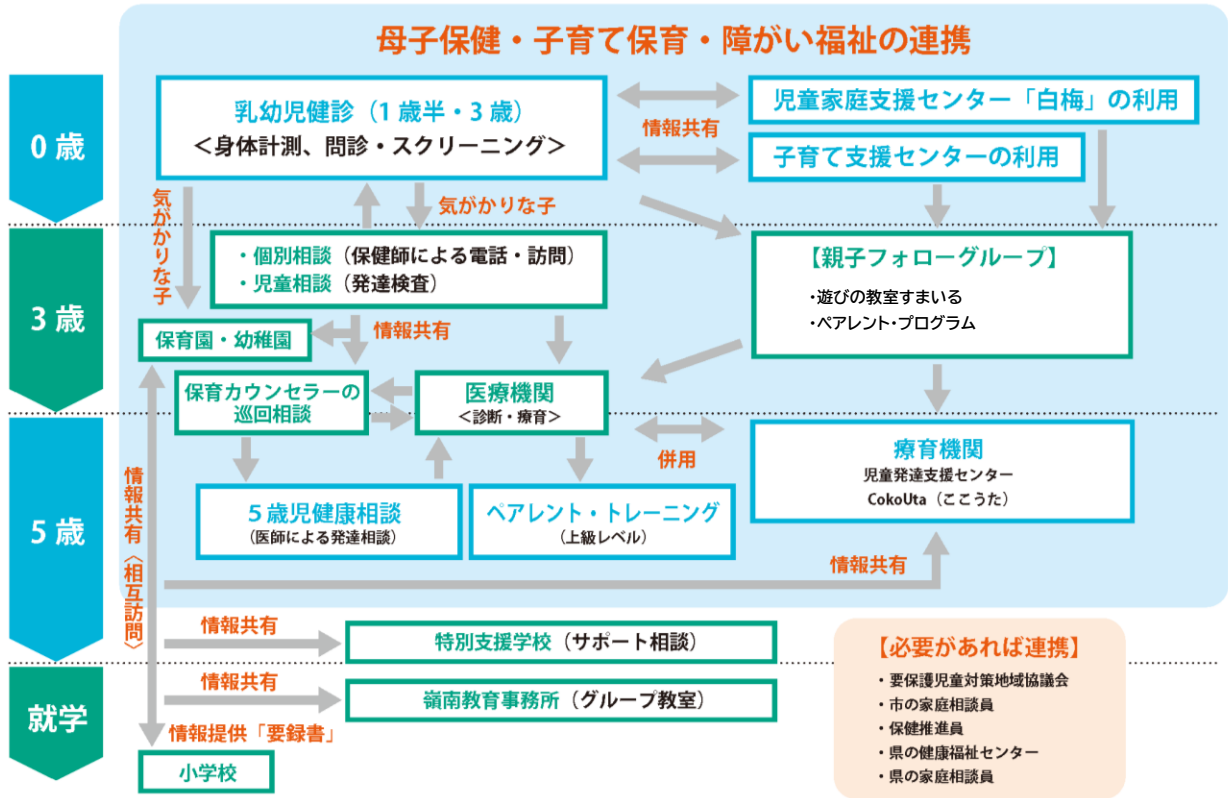 母子保健・子育て保育・障がい福祉の連携
0歳
乳幼児健診（1歳半・3歳）
＜身体計測、問診・スクリーニング＞
情報共有
児童家庭支援センター「白梅」の利用
子育て支援センターの利用
気がかりな子
気がかりな子
3歳
・個別相談（保健師による電話・訪問）
・児童相談（発達検査）
【親子フォローグループ】
・遊びの教室すまいる
・ペアレント・プログラム
保育園・幼稚園
情報共有
保育カウンセラーの
巡回相談
医療機関
＜診断・療育＞
5歳
併用
療育機関
児童発達支援センター
CokoUta（ここうた）
5歳児健康相談
（医師による発達相談）
ペアレント・トレーニング
（上級レベル）
情報共有〈相互訪問〉
情報共有
情報共有
特別支援学校（サポート相談）
就学
情報共有
嶺南教育事務所（グループ教室）
情報提供「要録書」
小学校
【必要があれば連携】
・要保護児童対策地域協議会
・市の家庭相談員
・保健推進員
・県の健康福祉センター
・県の家庭相談員